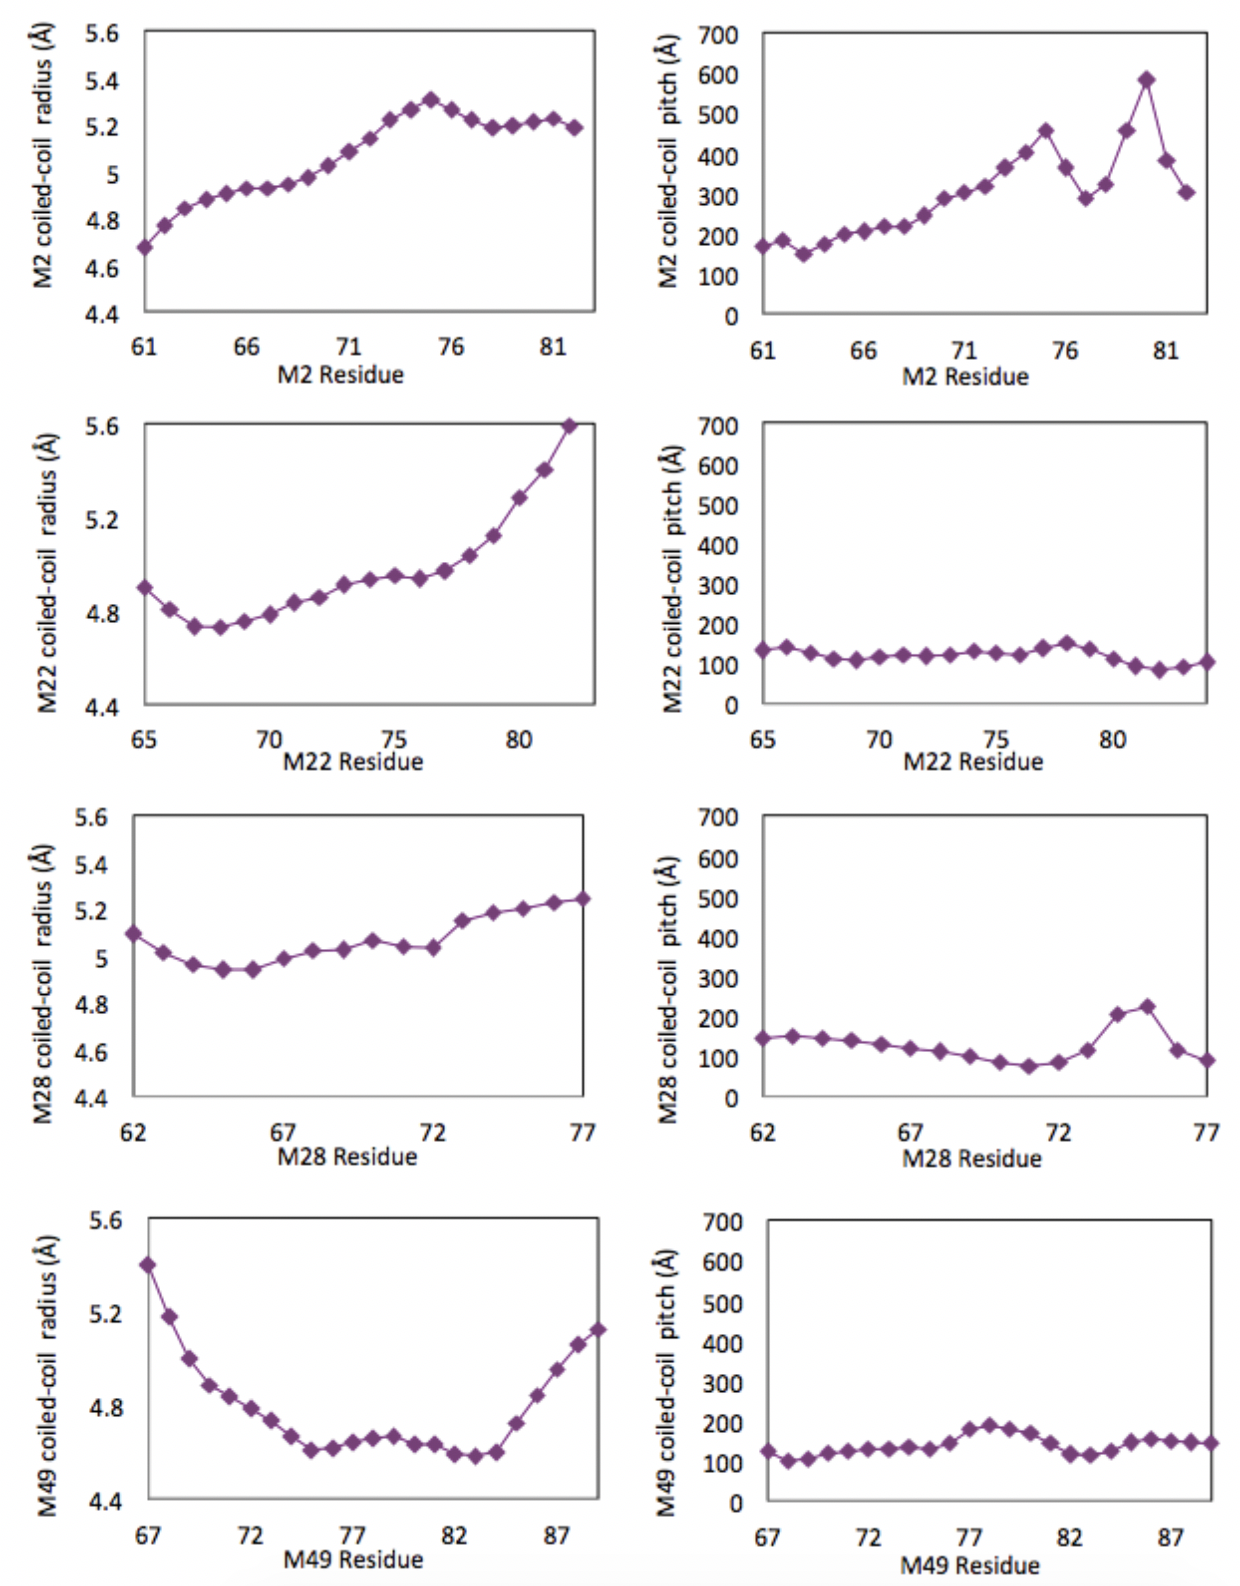 M2 coiled-coil radius (Å)
5.6
5.4
5.2
5
4.8
4.6
4.4
61 66 71 76 81
M2 Residue
M2 coiled-coil pitch (Å)
700
600
500
400
300
200
100
0
61 66 71 76 81
M2 Residue
M22 coiled-coil radius (Å)
5.6
5.2
4.8
4.4
65 70 75 80
M22 Residue
M22 coiled-coil pitch (Å)
700
600
500
400
300
200
100
0
65 70 75 80
M22 Residue
M28 coiled-coil radius (Å)
5.6
5.4
5.2
5
4.8
4.6
4.4
62 67 72 77
M28 Residue
M28 coiled-coil pitch (Å)
700
600
500
400
300
200
100
0
62 67 72 77
M28 Residue
M49 coiled-coil radius (Å)
5.6
5.2
4.8
4.4
67 72 77 82 87
M49 Residue
M49 coiled-coil pitch (Å)
700
600
500
400
300
200
100
0
67 72 77 82 87
M49 Residue